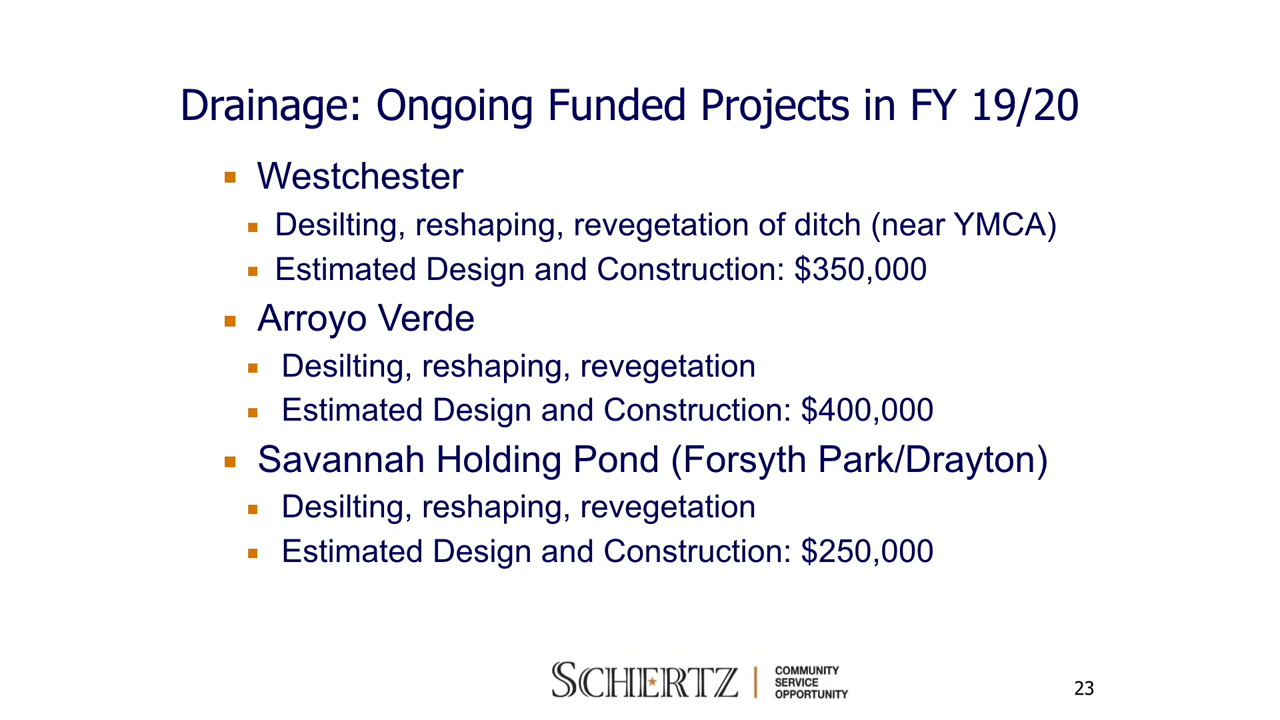 Drainage: Ongoing Funded Projects in FY 19/20
Westchester
Desilting, reshaping, revegetation of ditch (near YMCA)
Estimated Design and Construction: $350,000
Arroyo Verde
Desilting, reshaping, revegetation
Estimated Design and Construction: $400,000
Savannah Holding Pond (Forsyth Park/Drayton)
Desilting, reshaping, revegetation
Estimated Design and Construction: $250,000
SCHERTZ
COMMUNITY
SERVICE
OPPORTUNITY
23